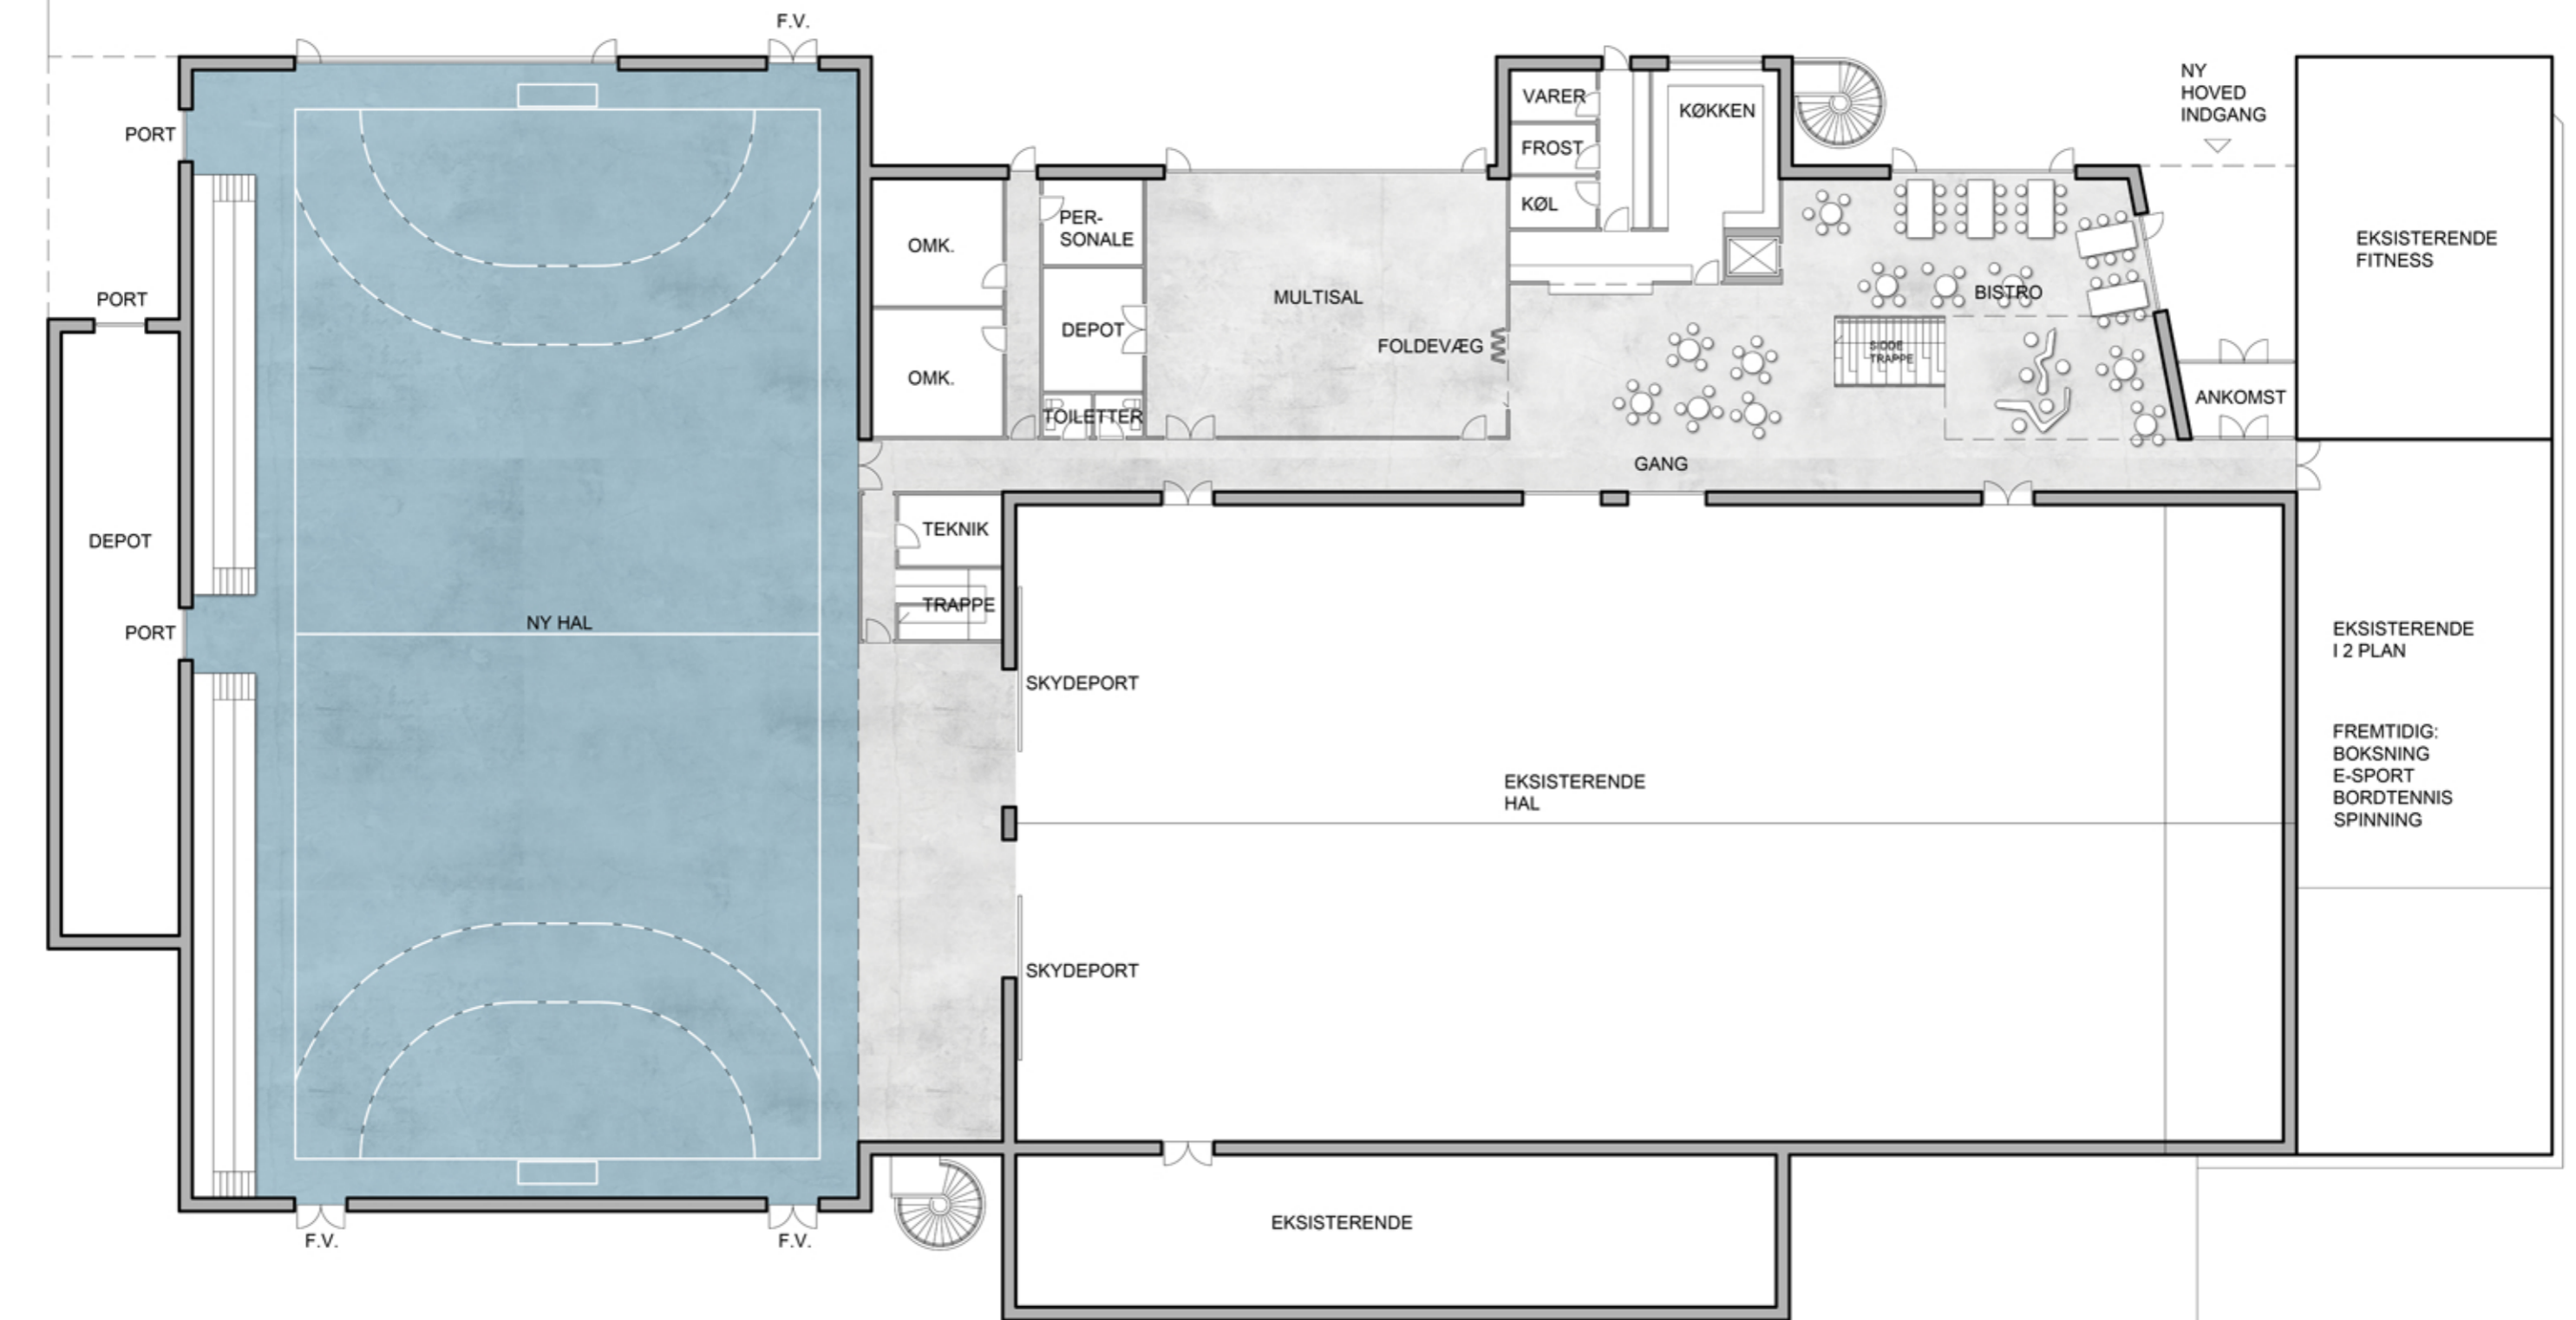 F.V.
NY
HOVED
INDGANG
VARER
KØKKEN
PORT
FROST
KØL
PER-
SONALE
OMK.
EKSISTERENDE
FITNESS
PORT
MULTISAL
BISTRO
DEPOT
FOLDEVÆG
SIDDE
TRAPPE
OMK.
ANKOMST
TOILETTER
GANG
TEKNIK
DEPOT
TRAPPE
NY HAL
PORT
EKSISTERENDE
I 2 PLAN
SKYDEPORT
FREMTIDIG:
BOKSNING
E-SPORT
BORDTENNIS
SPINNING
EKSISTERENDE
HAL
SKYDEPORT
EKSISTERENDE
F.V.
F.V.